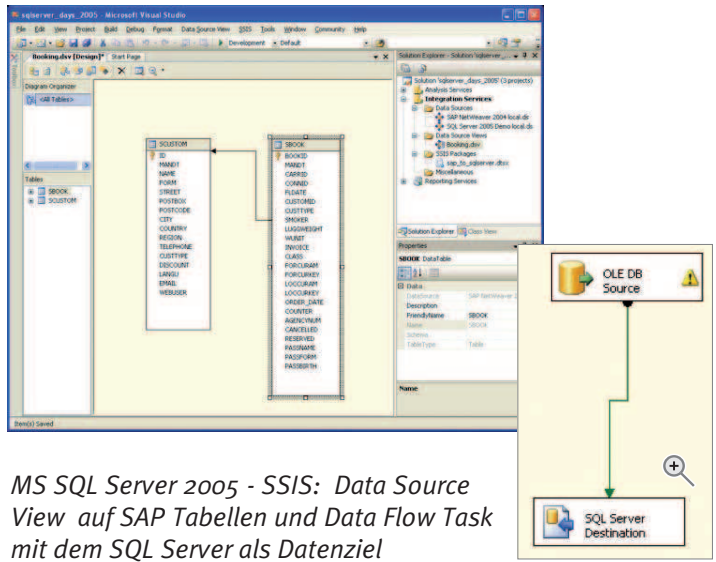 sqlserver_days_2005 - Microsoft Visual Studio
File Edit View Project Build Debug Format Data Source View SSIS Tools Window Community Help
Development Default
Booking.dsv [Design]* Start Page
Diagram Organizer
<All Tables>
Tables
SBOOK
SCUSTOM
SCUSTOM
ID
MANDT
NAME
FORM
STREET
POSTBOX
POSTCODE
CITY
COUNTRY
REGION
TELEPHONE
CUSTTYPE
DISCOUNT
LANGU
EMAIL
WEBUSER
SBOOK
BOOKID
MANDT
CARRID
CONNID
FLDATE
CUSTOMID
CUSTTYPE
SMOKER
LUGGWEIGHT
WUNIT
INVOICE
CLASS
FORCURAM
FORCURKEY
LOCCURAM
LOCCURKEY
ORDER_DATE
COUNTER
AGENCYNUM
CANCELLED
RESERVED
PASSNAME
PASSFORM
PASSBIRTH
Solution Explorer - Solution 'sqlserver_...
Solution 'sqlserver_days_2005' (3 projects)
Analysis Services
Integration Services
Data Sources
SAP NetWeaver 2004 local.ds
SQL Server 2005 Demo local.ds
Data Source Views
Booking.dsv
SSIS Packages
sap_to_sqlserver.dtsx
Miscellaneous
Reporting Services
Solution Explorer Class View
Properties
SBOOK DataTable
Data
DataSource SAP NetWeaver 2
Description
FriendlyName SBOOK
Name SBOOK
Schema
TableType Table
Name
Item(s) Saved
OLE DB
Source
SQL Server
Destination
MS SQL Server 2005 - SSIS: Data Source
View auf SAP Tabellen und Data Flow Task
mit dem SQL Server als Datenziel